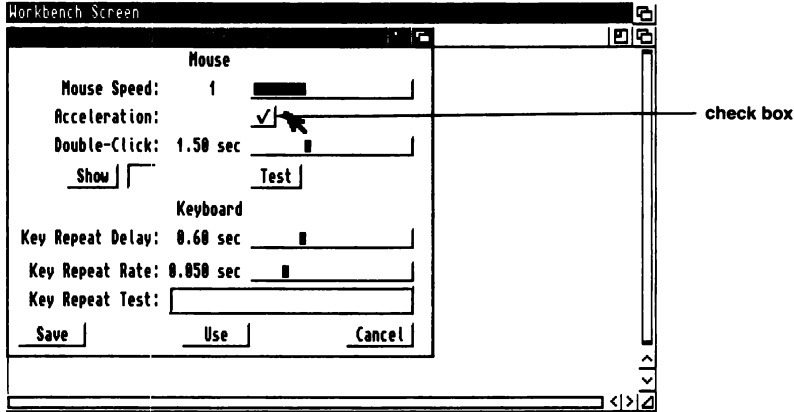 Workbench Screen
Mouse
Mouse Speed: 1
Acceleration: ✓
check box
Double-Click: 1.50 sec
Show Test
Keyboard
Key Repeat Delay: 0.60 sec
Key Repeat Rate: 0.050 sec
Key Repeat Test:
Save Use Cancel